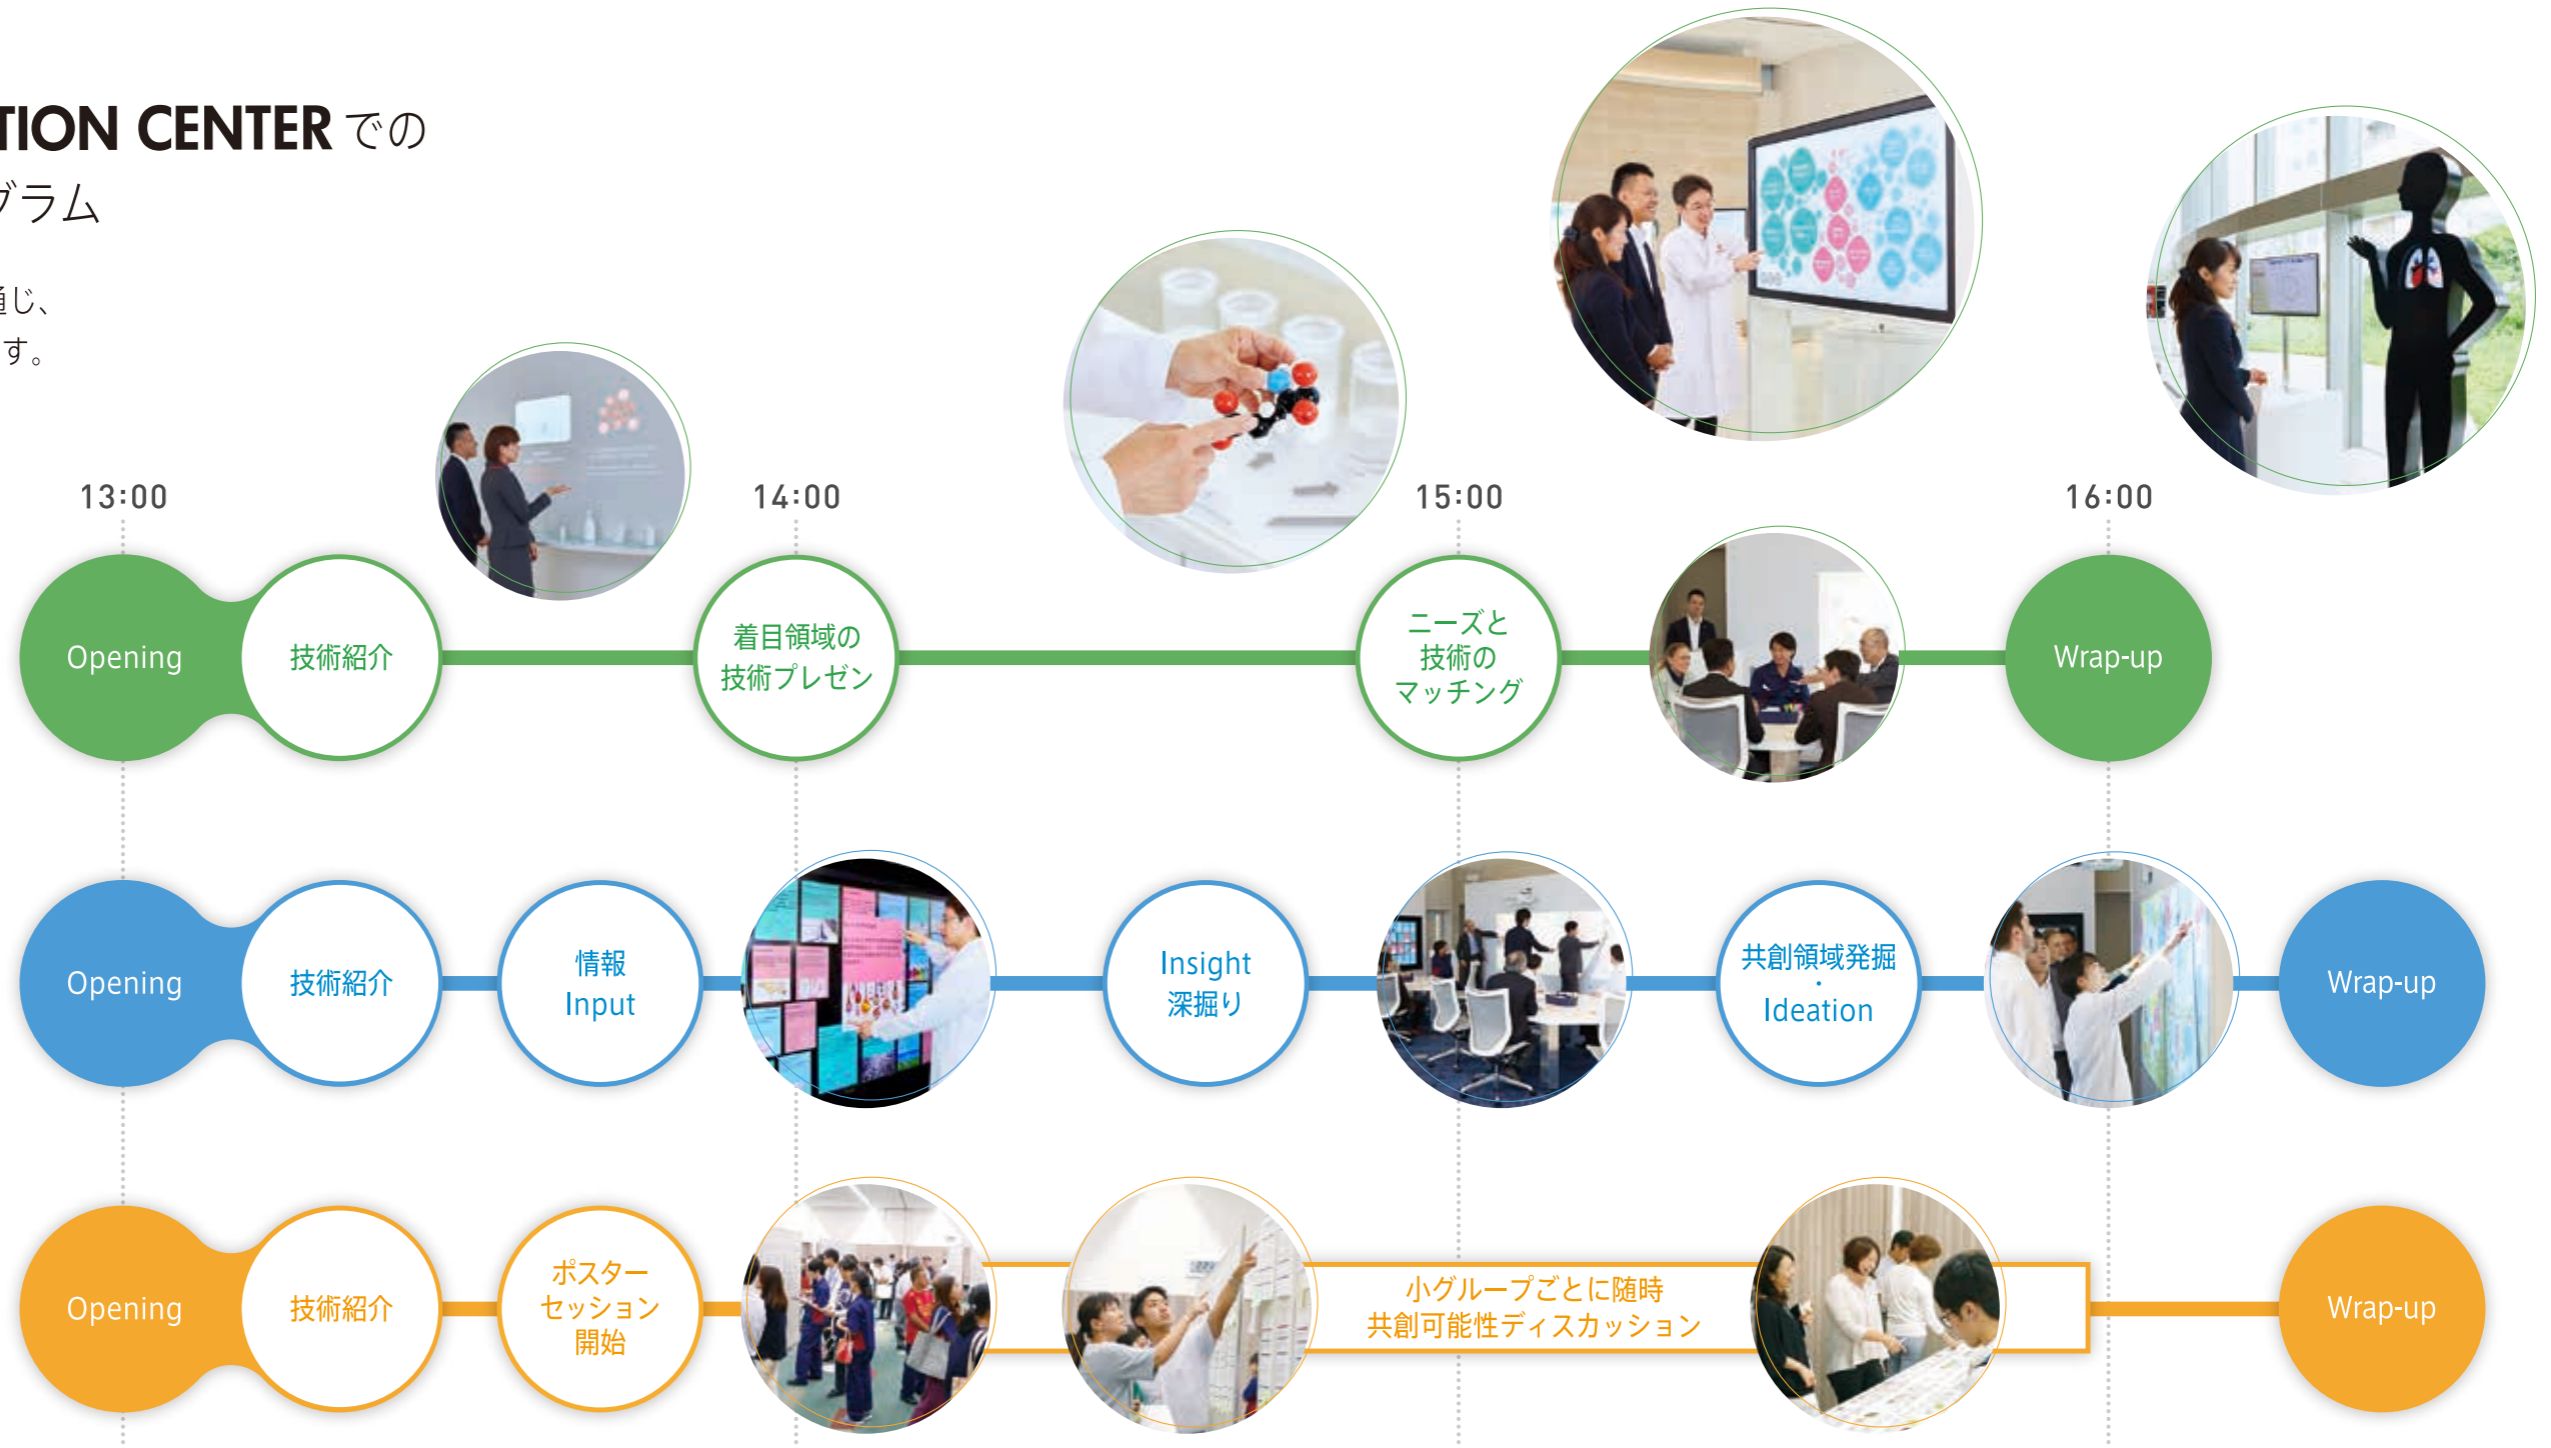 TION CENTER での
グラム
通じ、
す。
13:00
14:00
15:00
16:00
Opening
技術紹介
着目領域の
技術プレゼン
ニーズと
技術の
マッチング
Wrap-up
Opening
技術紹介
情報
Input
Insight
深掘り
共創領域発掘
・
Ideation
Wrap-up
Opening
技術紹介
ポスター
セッション
開始
小グループごとに随時
共創可能性ディスカッション
Wrap-up